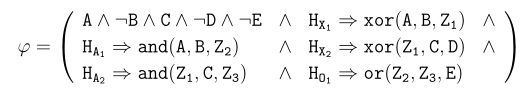 φ = ( A ∧ ¬B ∧ C ∧ ¬D ∧ ¬E ∧ H_{X_1} ⇒ xor(A, B, Z_1) ∧
H_{A_1} ⇒ and(A, B, Z_2) ∧ H_{X_2} ⇒ xor(Z_1, C, D) ∧
H_{A_2} ⇒ and(Z_1, C, Z_3) ∧ H_{O_1} ⇒ or(Z_2, Z_3, E) )